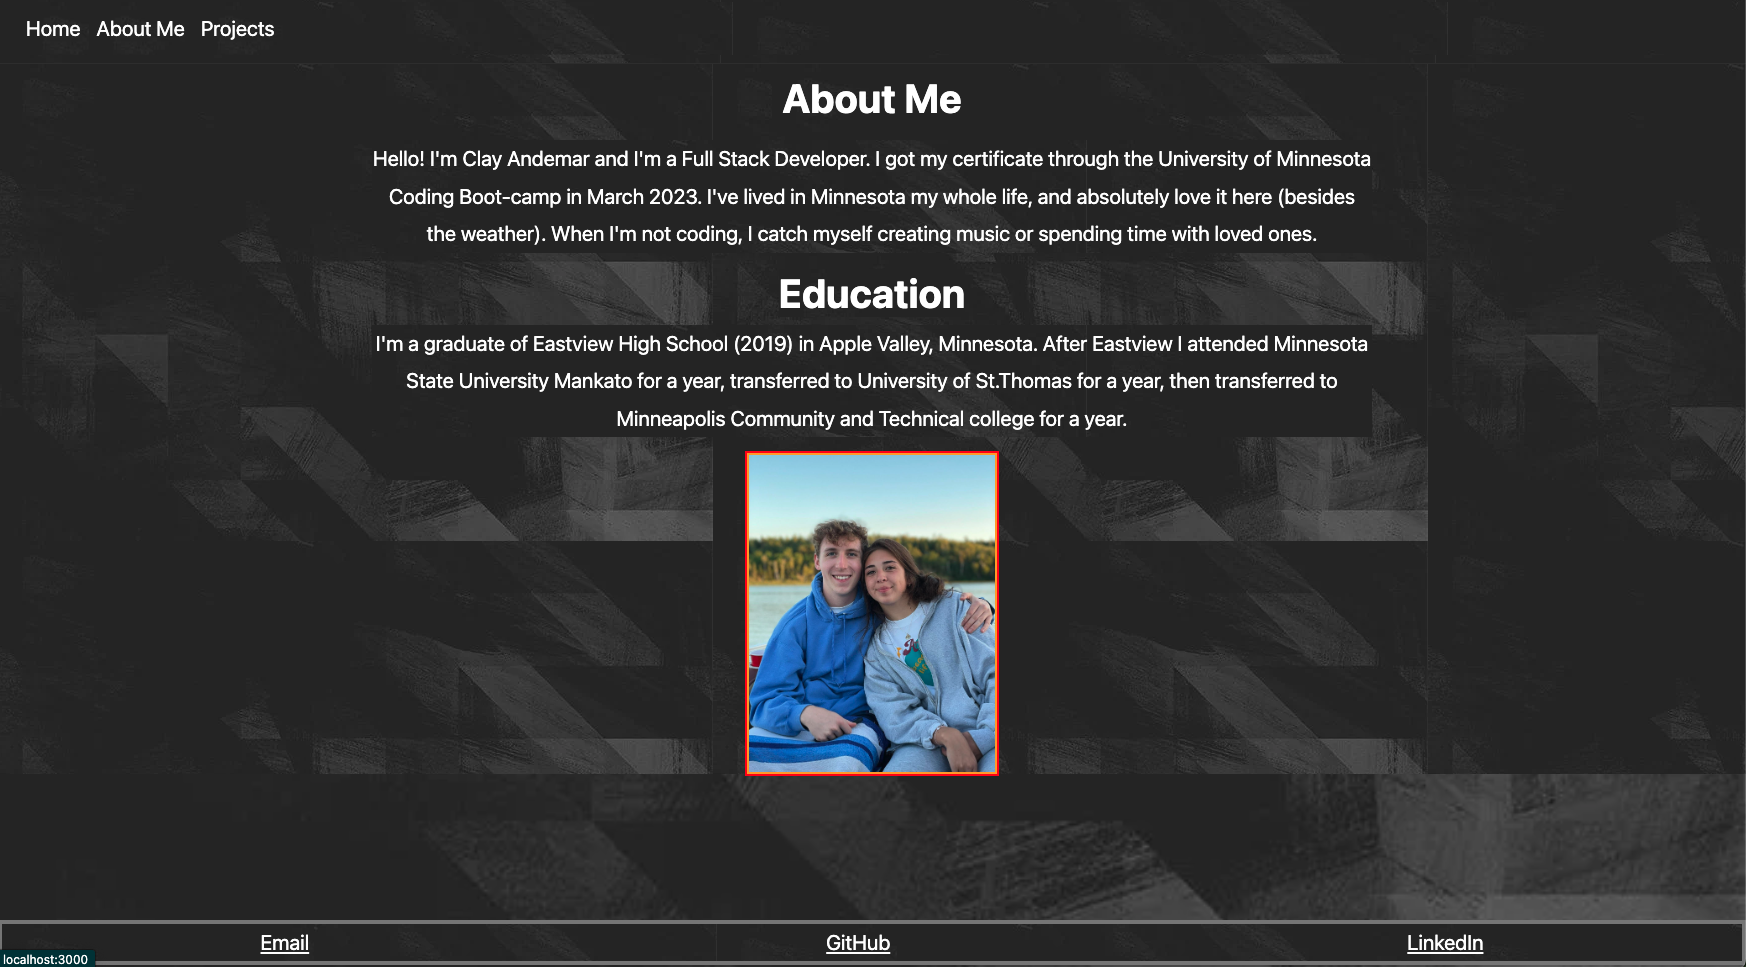 Home About Me Projects
About Me
Hello! I'm Clay Andemar and I'm a Full Stack Developer. I got my certificate through the University of Minnesota
Coding Boot-camp in March 2023. I've lived in Minnesota my whole life, and absolutely love it here (besides
the weather). When I'm not coding, I catch myself creating music or spending time with loved ones.
Education
I'm a graduate of Eastview High School (2019) in Apple Valley, Minnesota. After Eastview I attended Minnesota
State University Mankato for a year, transferred to University of St.Thomas for a year, then transferred to
Minneapolis Community and Technical college for a year.
Email GitHub LinkedIn
localhost:3000